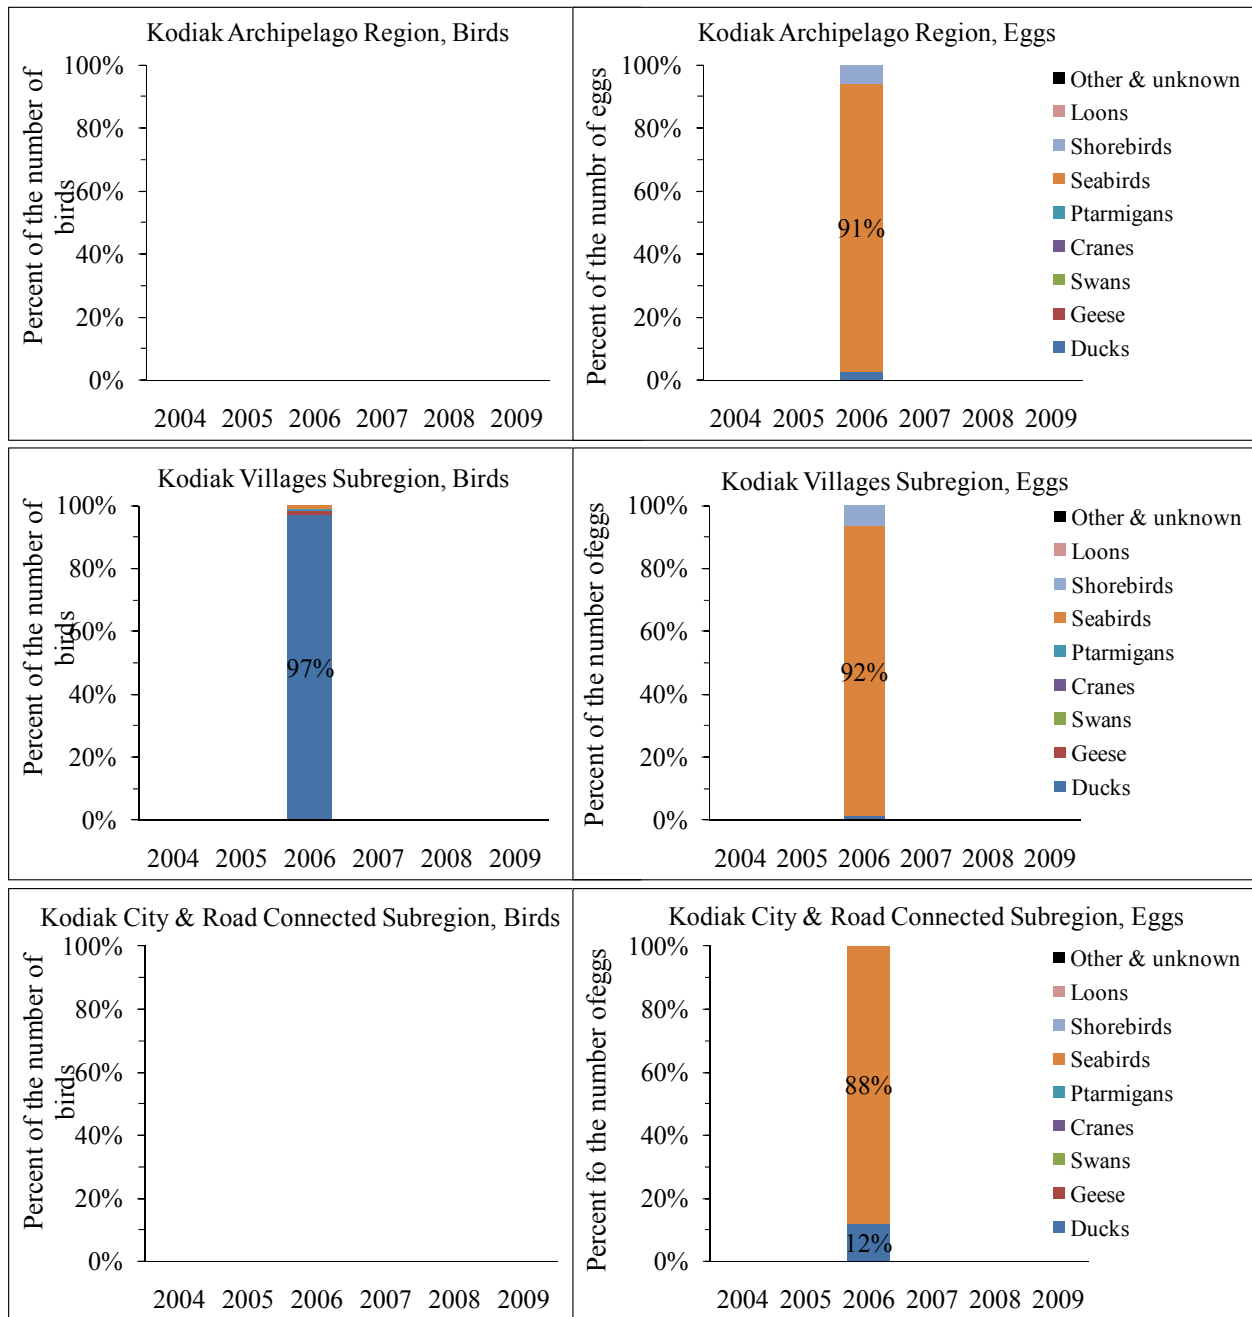 Kodiak Archipelago Region, Birds
Percent of the number of
birds
100%
80%
60%
40%
20%
0%
2004 2005 2006 2007 2008 2009
Kodiak Archipelago Region, Eggs
Percent of the numbr of eggs
100%
80%
60%
40%
20%
0%
91%
2004 2005 2006 2007 2008 2009
Other & unknown
Loons
Shorebirds
Seabirds
Ptarmigans
Cranes
Swans
Geese
Ducks
Kodiak Villages Subregion, Birds
Percent of the number of
birds
100%
80%
60%
40%
20%
0%
97%
2004 2005 2006 2007 2008 2009
Kodiak Villages Subregion, Eggs
Percent of the number ofeggs
100%
80%
60%
40%
20%
0%
92%
2004 2005 2006 2007 2008 2009
Other & unknown
Loons
Shorebirds
Seabirds
Ptarmigans
Cranes
Swans
Geese
Ducks
Kodiak City & Road Connected Subregion, Birds
Percent of the number of
birds
100%
80%
60%
40%
20%
0%
2004 2005 2006 2007 2008 2009
Kodiak City & Road Connected Subregion, Eggs
Percent fo the number ofeggs
100%
80%
60%
40%
20%
0%
88%
12%
2004 2005 2006 2007 2008 2009
Other & unknown
Loons
Shorebirds
Seabirds
Ptarmigans
Cranes
Swans
Geese
Ducks